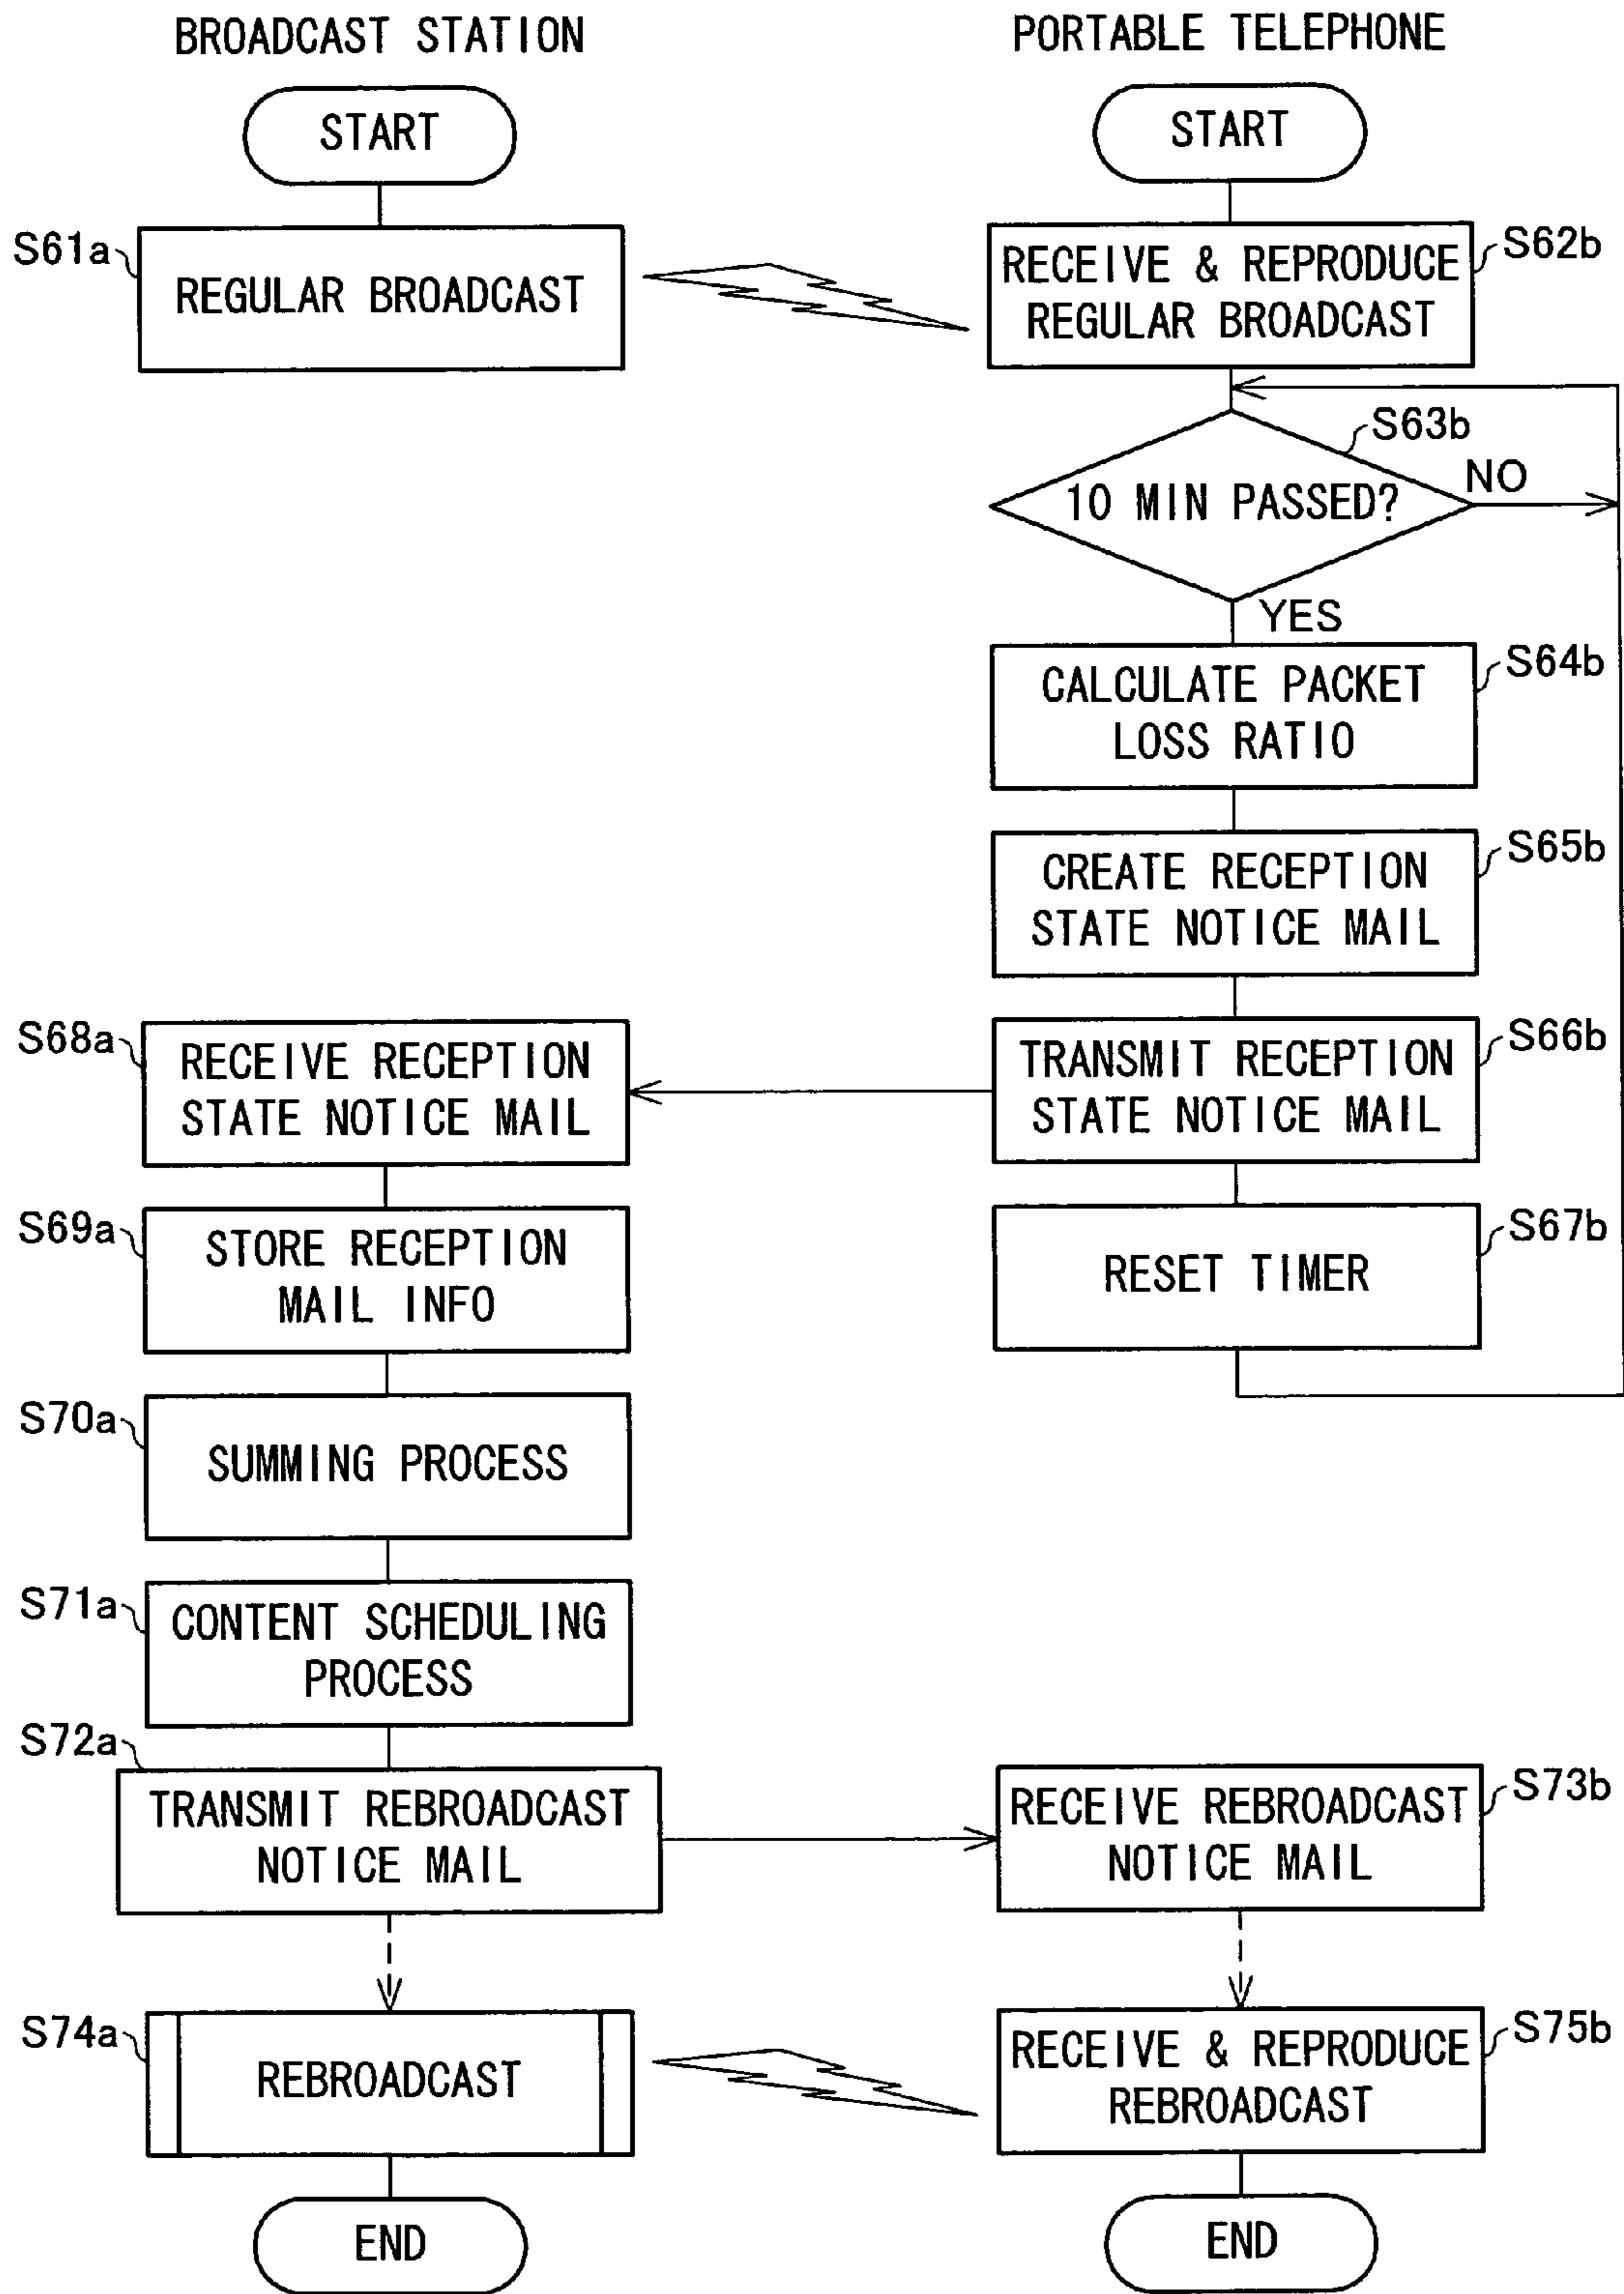 BROADCAST STATION
PORTABLE TELEPHONE
START
START
S61a
REGULAR BROADCAST
RECEIVE & REPRODUCE
REGULAR BROADCAST
S62b
S63b
10 MIN PASSED?
NO
YES
CALCULATE PACKET
LOSS RATIO
S64b
CREATE RECEPTION
STATE NOTICE MAIL
S65b
S68a
RECEIVE RECEPTION
STATE NOTICE MAIL
TRANSMIT RECEPTION
STATE NOTICE MAIL
S66b
S69a
STORE RECEPTION
MAIL INFO
RESET TIMER
S67b
S70a
SUMMING PROCESS
S71a
CONTENT SCHEDULING
PROCESS
S72a
TRANSMIT REBROADCAST
NOTICE MAIL
RECEIVE REBROADCAST
NOTICE MAIL
S73b
S74a
REBROADCAST
RECEIVE & REPRODUCE
REBROADCAST
S75b
END
END